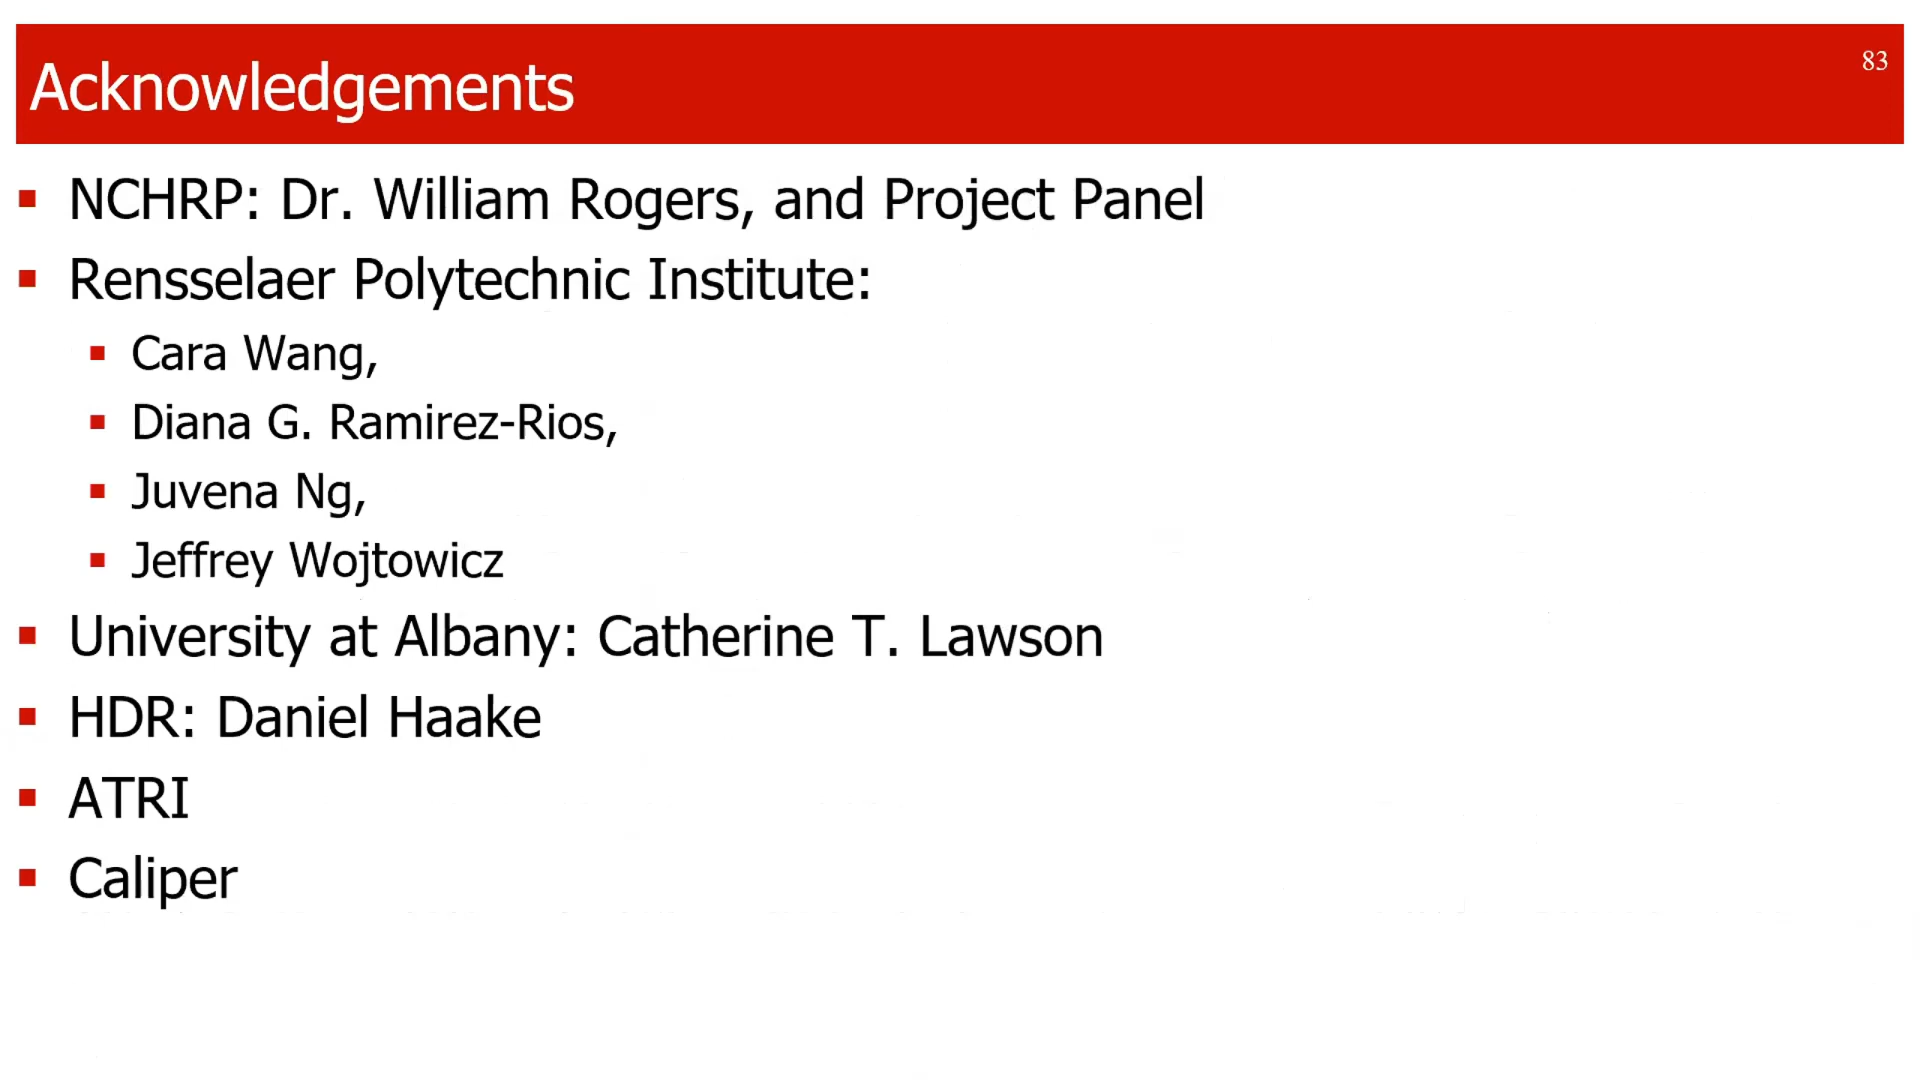 Acknowledgements
83
NCHRP: Dr. William Rogers, and Project Panel
Rensselaer Polytechnic Institute:
Cara Wang,
Diana G. Ramirez-Rios,
Juvena Ng,
Jeffrey Wojtowicz
University at Albany: Catherine T. Lawson
HDR: Daniel Haake
ATRI
Caliper